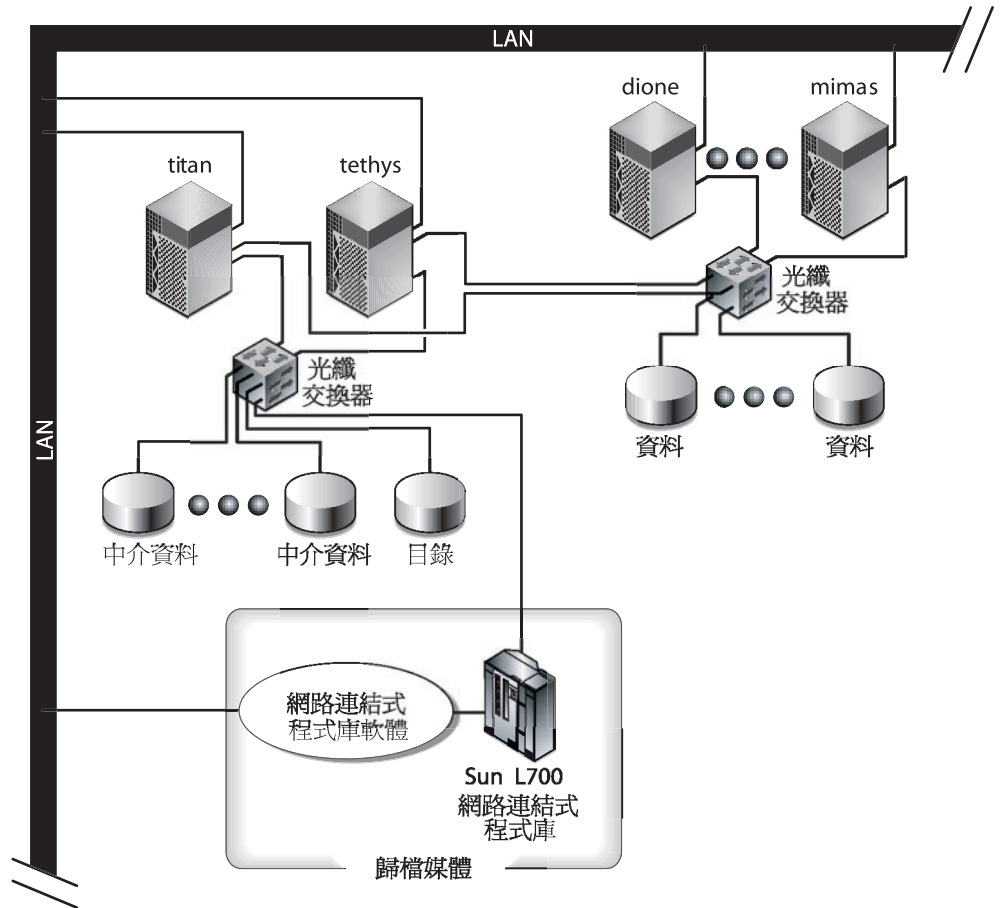 LAN
dione
mimas
titan
tethys
光纖
交換器
光纖
交換器
資料
資料
LAN
中介資料
中介資料
目錄
網路連結式
程式庫軟體
Sun L700
網路連結式
程式庫
歸檔媒體